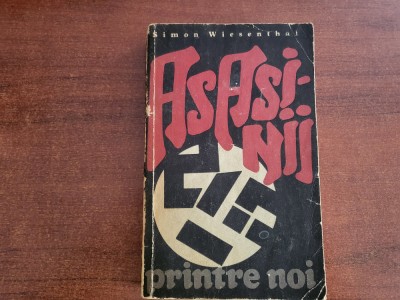 Simon Wiesenthal
Asasi-
nii
printre noi